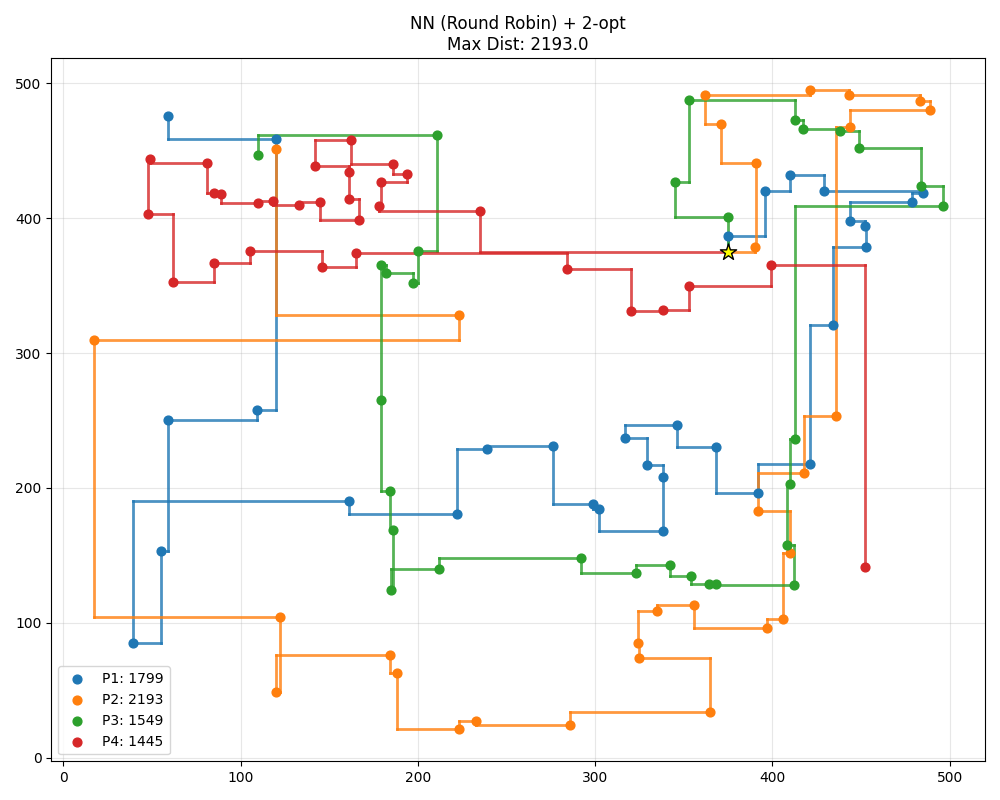 NN (Round Robin) + 2-opt
Max Dist: 2193.0
500
400
300
200
100
0
P1: 1799
P2: 2193
P3: 1549
P4: 1445
0 100 200 300 400 500